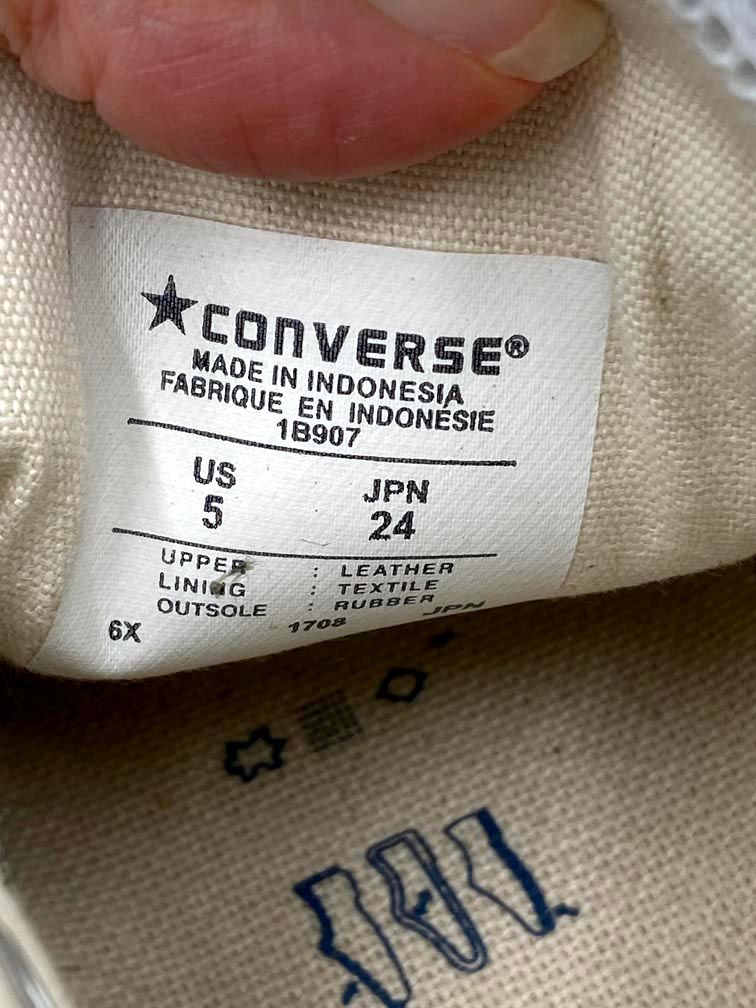 ★CONVERSE®
MADE IN INDONESIA
FABRIQUE EN INDONÉSIE
1B907
US JPN
5 24
UPPER : LEATHER
LINING : TEXTILE
OUTSOLE : RUBBER
6X 1708 JPN